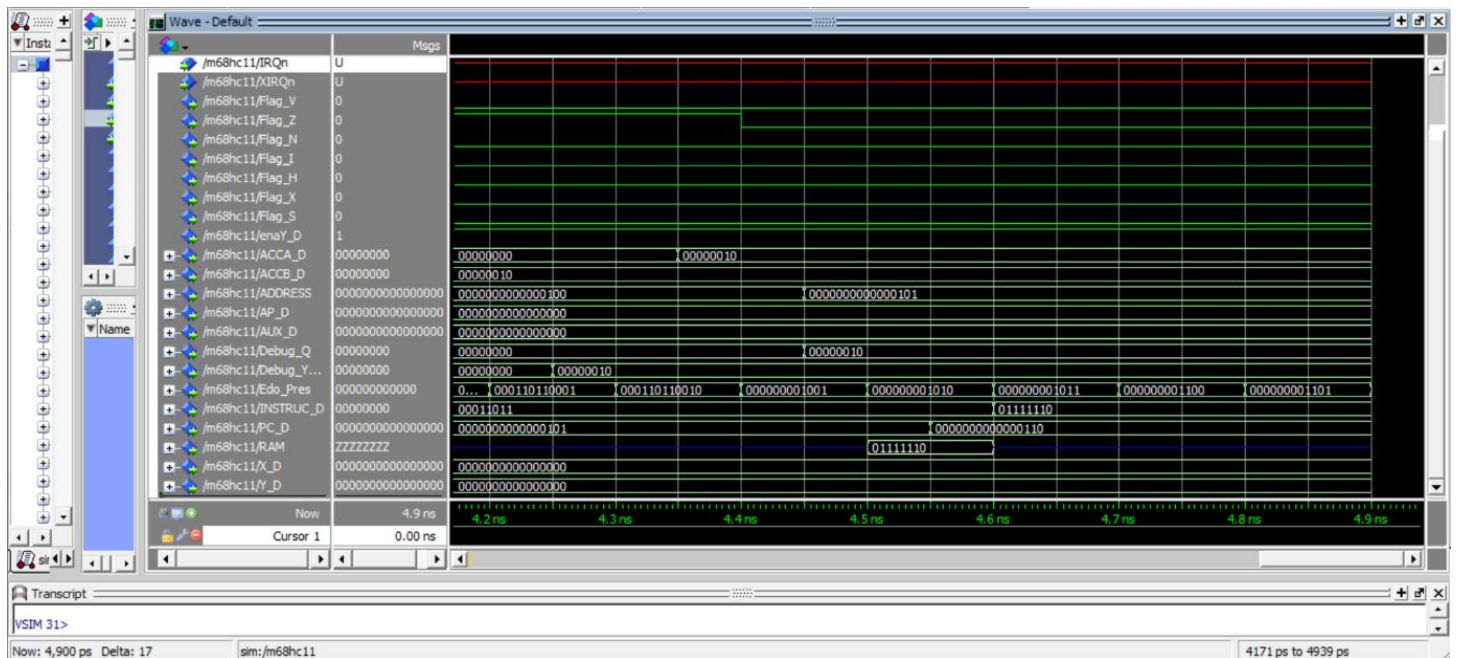 Wave - Default
Insta
Msgs
/m68hc11/IRQn U
/m68hc11/XIRQn U
/m68hc11/Flag_V 0
/m68hc11/Flag_Z 0
/m68hc11/Flag_N 0
/m68hc11/Flag_I 0
/m68hc11/Flag_H 0
/m68hc11/Flag_X 0
/m68hc11/Flag_S 0
/m68hc11/enaY_D 1
/m68hc11/ACCA_D 00000000 00000000 00000010
/m68hc11/ACCB_D 00000000 00000010
/m68hc11/ADDRESS 0000000000000000 0000000000000100 0000000000000101
/m68hc11/AP_D 0000000000000000 0000000000000000
/m68hc11/AUX_D 0000000000000000 0000000000000000
/m68hc11/Debug_Q 00000000 00000000 00000010
/m68hc11/Debug_Y... 00000000 00000000 00000010
/m68hc11/Edo_Pres 000000000000 0... 000110110001 000110110010 000000001001 000000001010 000000001011 000000001100 000000001101
/m68hc11/INSTRUC_D 00000000 00011011 01111110
/m68hc11/PC_D 0000000000000000 0000000000000101 0000000000000110
/m68hc11/RAM ZZZZZZZZ 01111110
/m68hc11/X_D 0000000000000000 0000000000000000
/m68hc11/Y_D 0000000000000000 0000000000000000
Name
Now 4.9 ns 4.2 ns 4.3 ns 4.4 ns 4.5 ns 4.6 ns 4.7 ns 4.8 ns 4.9 ns
Cursor 1 0.00 ns
sir
Transcript
VSIM 31>
Now: 4,900 ps Delta: 17 sim:/m68hc11 4171 ps to 4939 ps